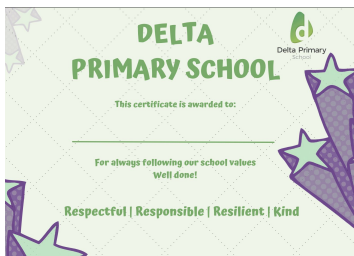 DELTA
PRIMARY SCHOOL
Delta Primary
School
This certificate is awarded to:
For always following our school values
Well done!
Respectful | Responsible | Resilient | Kind